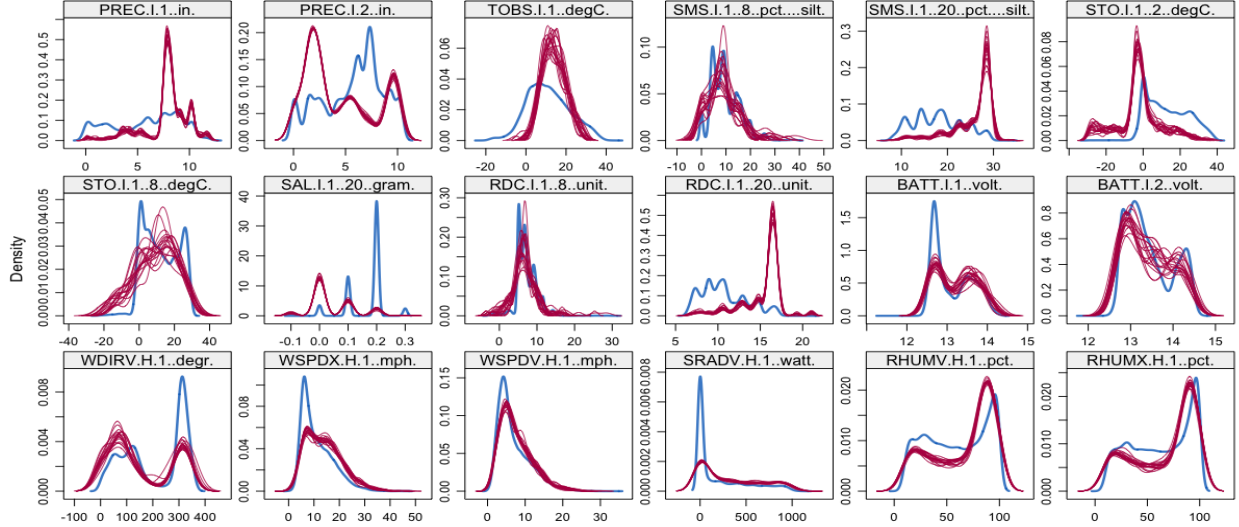 PREC.I.1..in. PREC.I.2..in. TOBS.I.1..degC. SMS.I.1..8..pct....silt. SMS.I.1..20..pct....silt. STO.I.1..2..degC.
0.0 0.1 0.2 0.3 0.4 0.5
0.00 0.05 0.10 0.15 0.20
0.00 0.02 0.04 0.06
0.00 0.05 0.10
0.0 0.1 0.2 0.3
0.00 0.02 0.04 0.06 0.08
0 5 10
0 5 10
-20 0 20 40
-10 0 10 20 30 40 50
10 20 30
-20 0 20 40
STO.I.1..8..degC. SAL.I.1..20..gram. RDC.I.1..8..unit. RDC.I.1..20..unit. BATT.I.1..volt. BATT.I.2..volt.
Density
0.00 0.01 0.02 0.03 0.04 0.05
0 10 20 30 40
0.00 0.10 0.20 0.30
0.0 0.1 0.2 0.3 0.4 0.5
0.0 0.5 1.0 1.5
0.0 0.2 0.4 0.6 0.8
-40 -20 0 20 40
-0.1 0.0 0.1 0.2 0.3
0 10 20 30
5 10 15 20
12 13 14 15
12 13 14 15
WDIRV.H.1..degr. WSPDX.H.1..mph. WSPDV.H.1..mph. SRADV.H.1..watt. RHUMV.H.1..pct. RHUMX.H.1..pct.
0.000 0.004 0.008
0.00 0.04 0.08
0.00 0.05 0.10 0.15
0.000 0.002 0.004 0.006 0.008
0.000 0.010 0.020
0.000 0.010 0.020
-100 0 100 200 300 400
0 10 20 30 40 50
0 10 20 30
0 500 1000
0 50 100
0 50 100